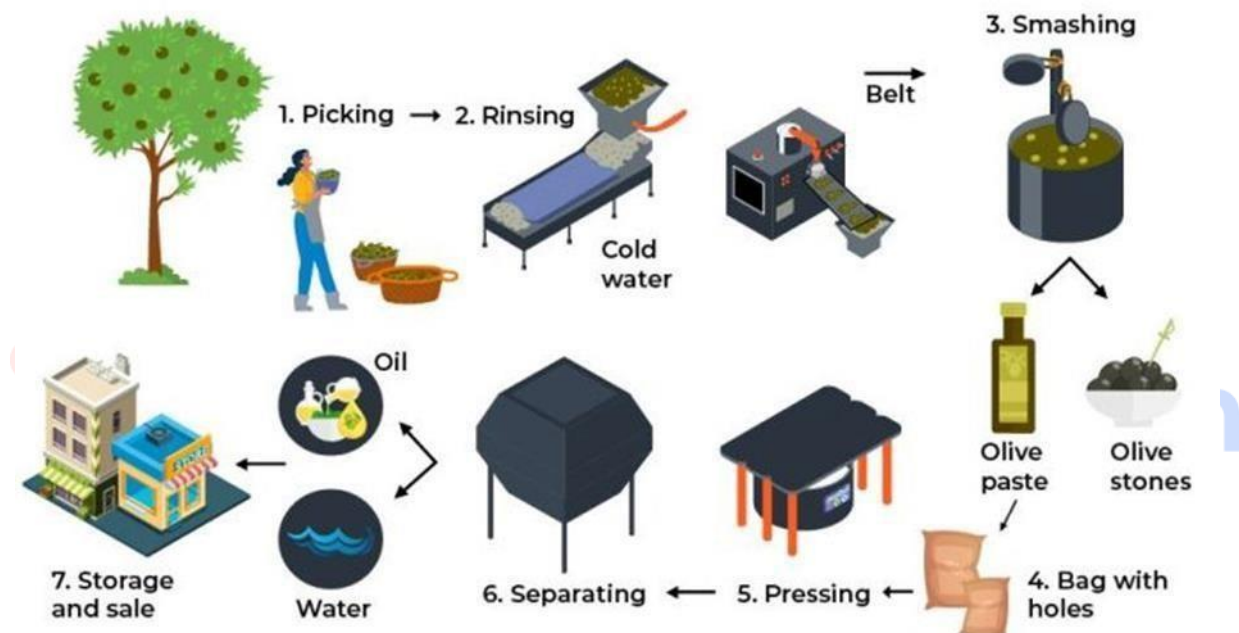 3. Smashing
1. Picking → 2. Rinsing
Belt
Cold
water
Oil
Olive
paste
Olive
stones
STORE
7. Storage
and sale
Water
6. Separating
5. Pressing
4. Bag with
holes